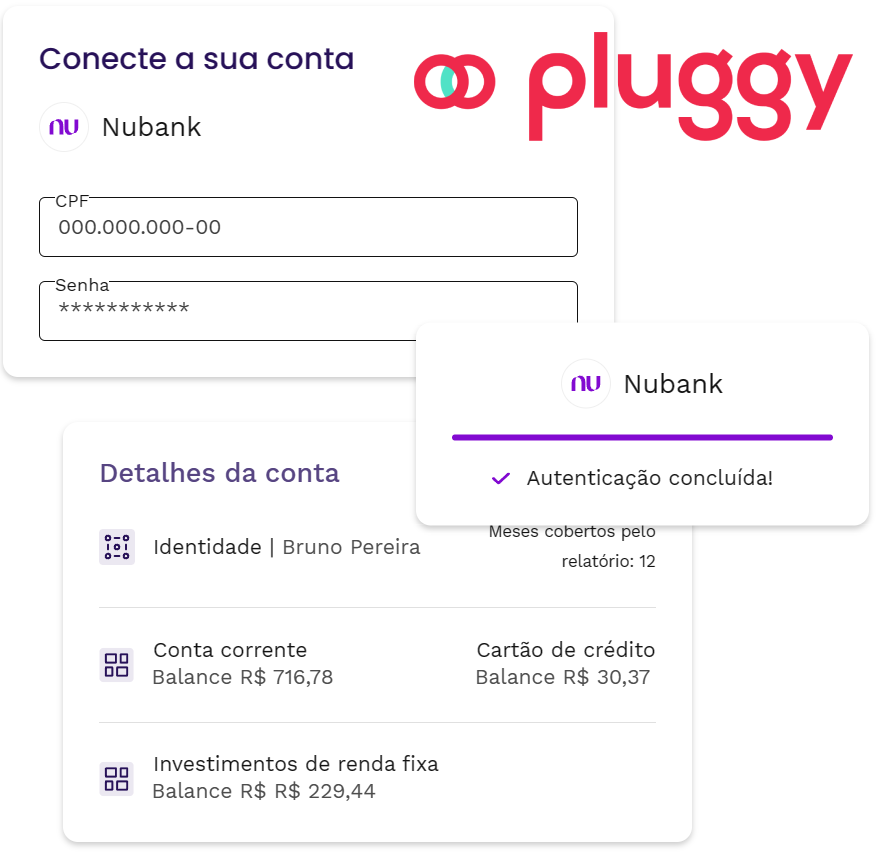 Conecte a sua conta
pluggy
nu Nubank
CPF
000.000.000-00
Senha
***********
nu Nubank
Autenticação concluída!
Detalhes da conta
Identidade | Bruno Pereira
Meses cobertos pelo
relatório: 12
Conta corrente
Balance R$ 716,78
Cartão de crédito
Balance R$ 30,37
Investimentos de renda fixa
Balance R$ R$ 229,44